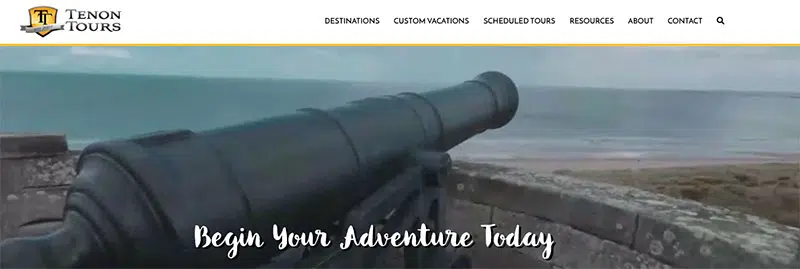 TT
TENON
TOURS
DESTINATIONS CUSTOM VACATIONS SCHEDULED TOURS RESOURCES ABOUT CONTACT
Begin Your Adventure Today